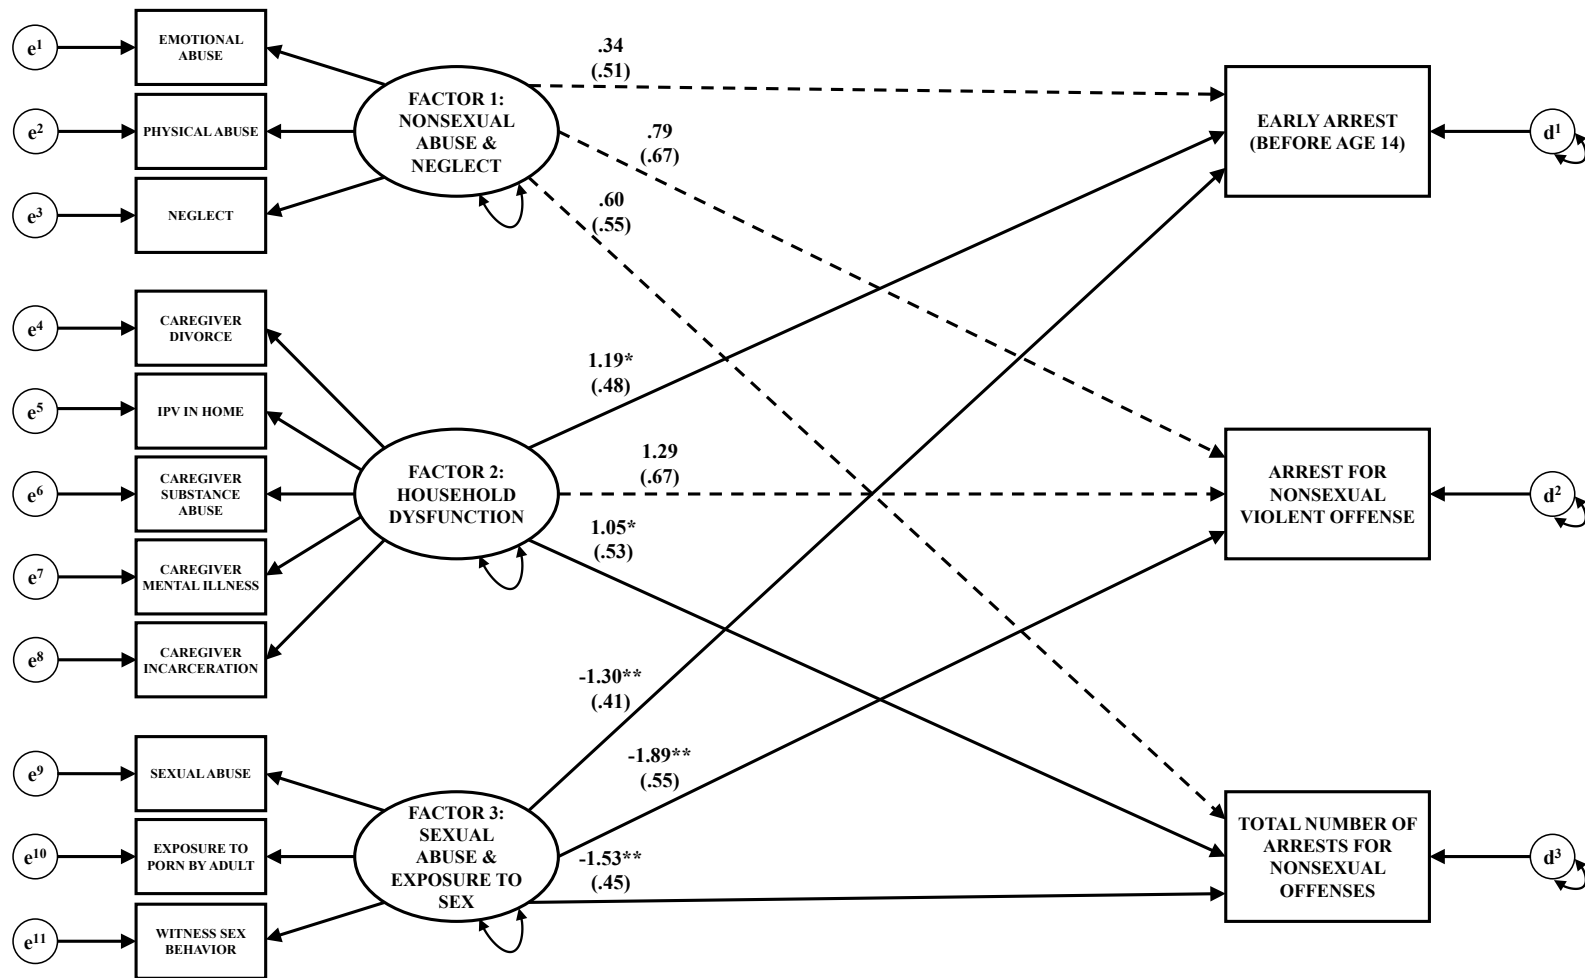 e1
EMOTIONAL
ABUSE
e2
PHYSICAL ABUSE
e3
NEGLECT
FACTOR 1:
NONSEXUAL
ABUSE &
NEGLECT
.34
(.51)
.79
(.67)
.60
(.55)
EARLY ARREST
(BEFORE AGE 14)
d1
e4
CAREGIVER
DIVORCE
e5
IPV IN HOME
e6
CAREGIVER
SUBSTANCE
ABUSE
e7
CAREGIVER
MENTAL ILLNESS
e8
CAREGIVER
INCARCERATION
FACTOR 2:
HOUSEHOLD
DYSFUNCTION
1.19*
(.48)
1.29
(.67)
1.05*
(.53)
ARREST FOR
NONSEXUAL
VIOLENT OFFENSE
d2
e9
SEXUAL ABUSE
e10
EXPOSURE TO
PORN BY ADULT
e11
WITNESS SEX
BEHAVIOR
FACTOR 3:
SEXUAL
ABUSE &
EXPOSURE TO
SEX
-1.30**
(.41)
-1.89**
(.55)
-1.53**
(.45)
TOTAL NUMBER OF
ARRESTS FOR
NONSEXUAL
OFFENSES
d3